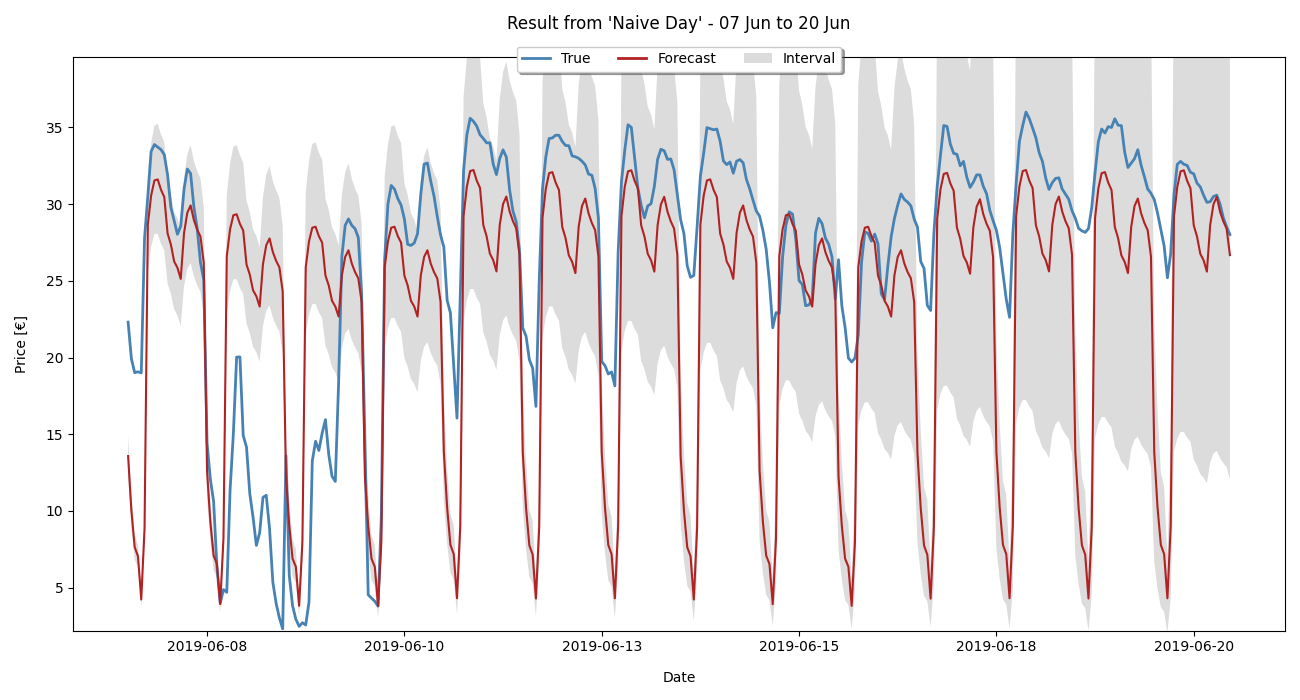 Result from 'Naive Day' - 07 Jun to 20 Jun
True Forecast Interval
35
30
25
20
15
10
5
Price [€]
2019-06-08 2019-06-10 2019-06-13 2019-06-15 2019-06-18 2019-06-20
Date